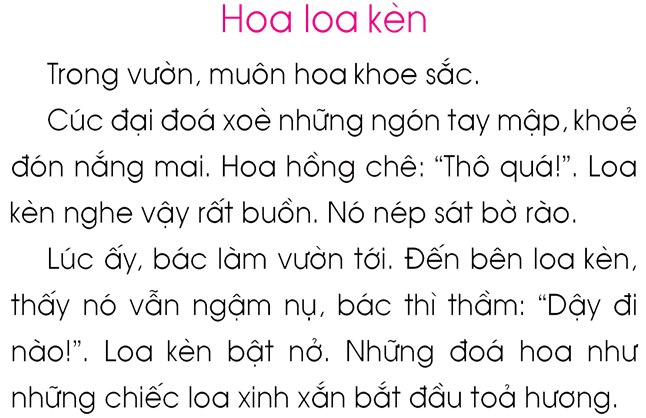 Hoa loa kèn
Trong vườn, muôn hoa khoe sắc.
Cúc đại đoá xoè những ngón tay mập, khoẻ
đón nắng mai. Hoa hồng chê: “Thô quá!”. Loa
kèn nghe vậy rất buồn. Nó nép sát bờ rào.
Lúc ấy, bác làm vườn tới. Đến bên loa kèn,
thấy nó vẫn ngậm nụ, bác thì thầm: “Dậy đi
nào!”. Loa kèn bật nở. Những đoá hoa như
những chiếc loa xinh xắn bắt đầu toả hương.